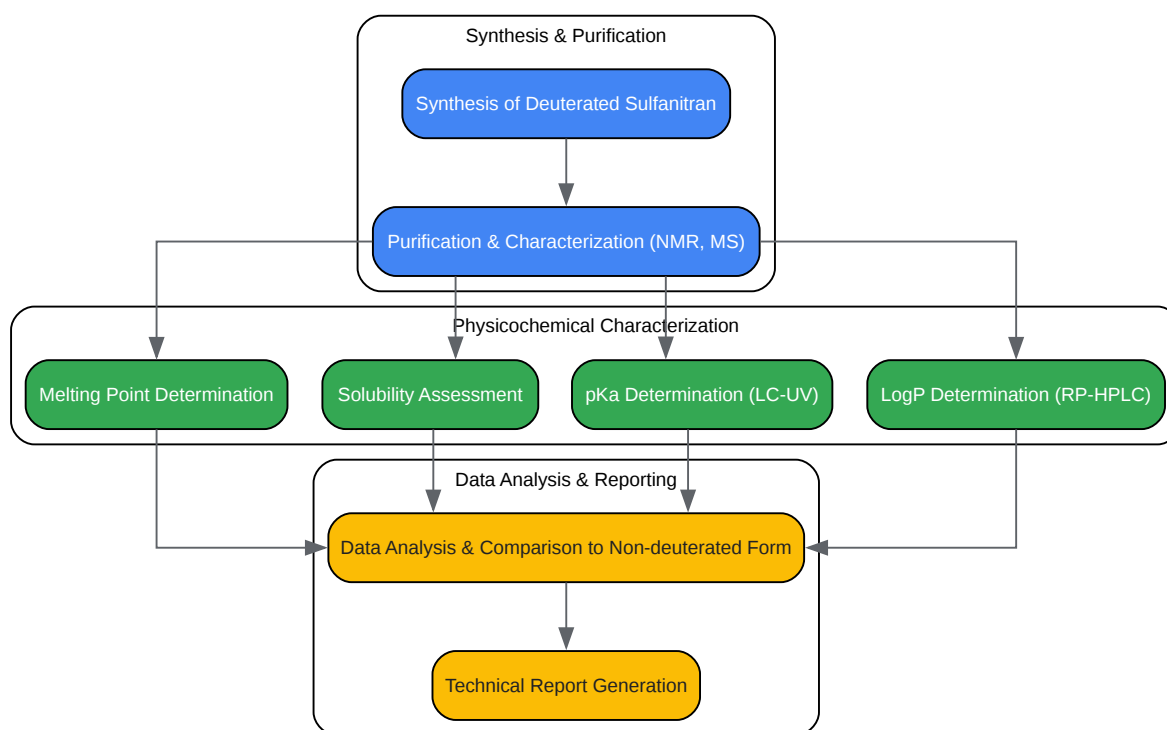 Synthesis & Purification
Synthesis of Deuterated Sulfanitran
Purification & Characterization (NMR, MS)
Physicochemical Characterization
Melting Point Determination
Solubility Assessment
pKa Determination (LC-UV)
LogP Determination (RP-HPLC)
Data Analysis & Reporting
Data Analysis & Comparison to Non-deuterated Form
Technical Report Generation